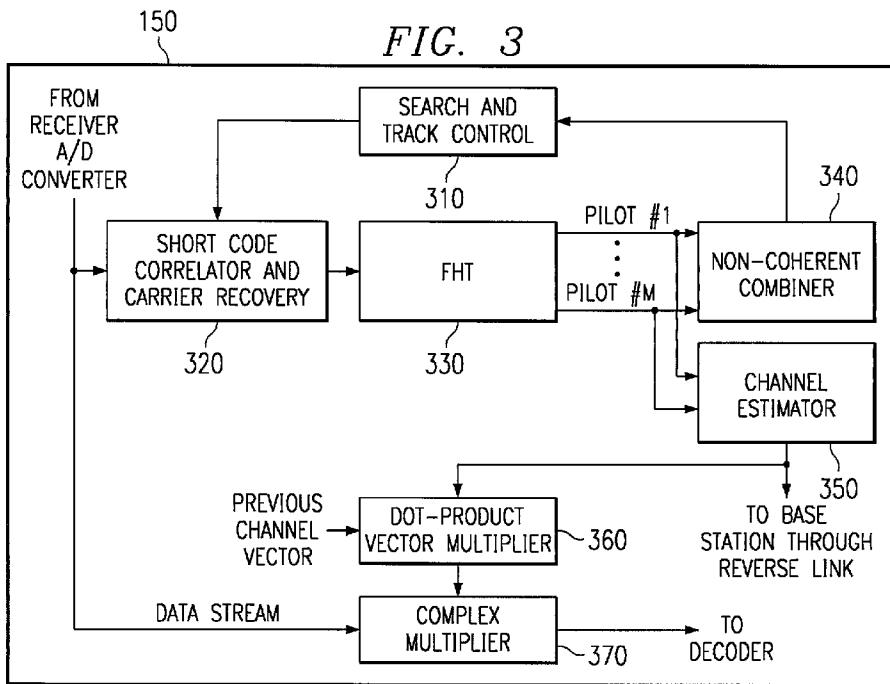 150
FIG. 3
FROM
RECEIVER
A/D
CONVERTER
SEARCH AND
TRACK CONTROL
310
340
SHORT CODE
CORRELATOR AND
CARRIER RECOVERY
320
FHT
330
PILOT #1
PILOT #M
NON-COHERENT
COMBINER
CHANNEL
ESTIMATOR
350
PREVIOUS
CHANNEL
VECTOR
DOT-PRODUCT
VECTOR MULTIPLIER
360
TO BASE
STATION THROUGH
REVERSE LINK
DATA STREAM
COMPLEX
MULTIPLIER
370
TO
DECODER